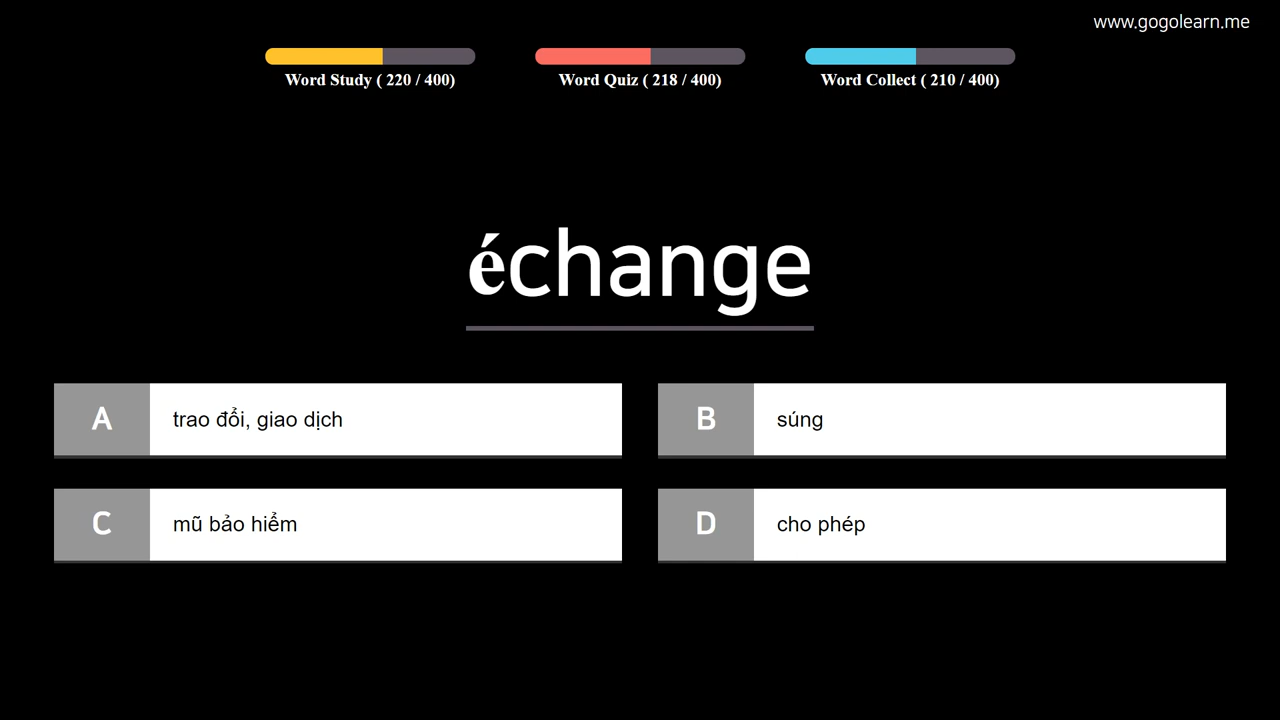 www.gogolearn.me
Word Study ( 220 / 400)
Word Quiz ( 218 / 400)
Word Collect ( 210 / 400)
échange
A
trao đổi, giao dịch
B
súng
C
mũ bảo hiểm
D
cho phép